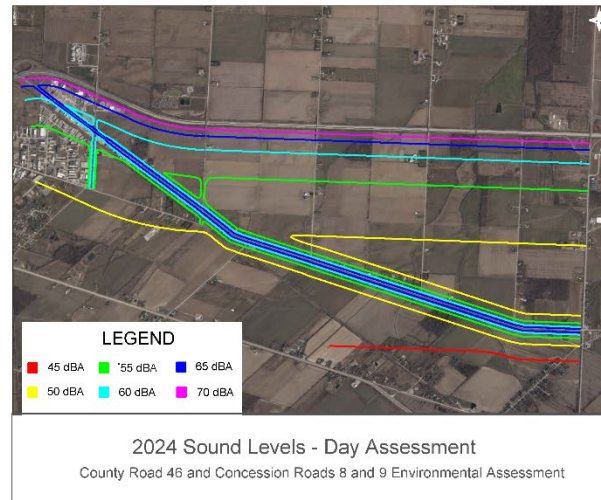 LEGEND
45 dBA 55 dBA 65 dBA
50 dBA 60 dBA 70 dBA
2024 Sound Levels - Day Assessment
County Road 46 and Concession Roads 8 and 9 Environmental Assessment